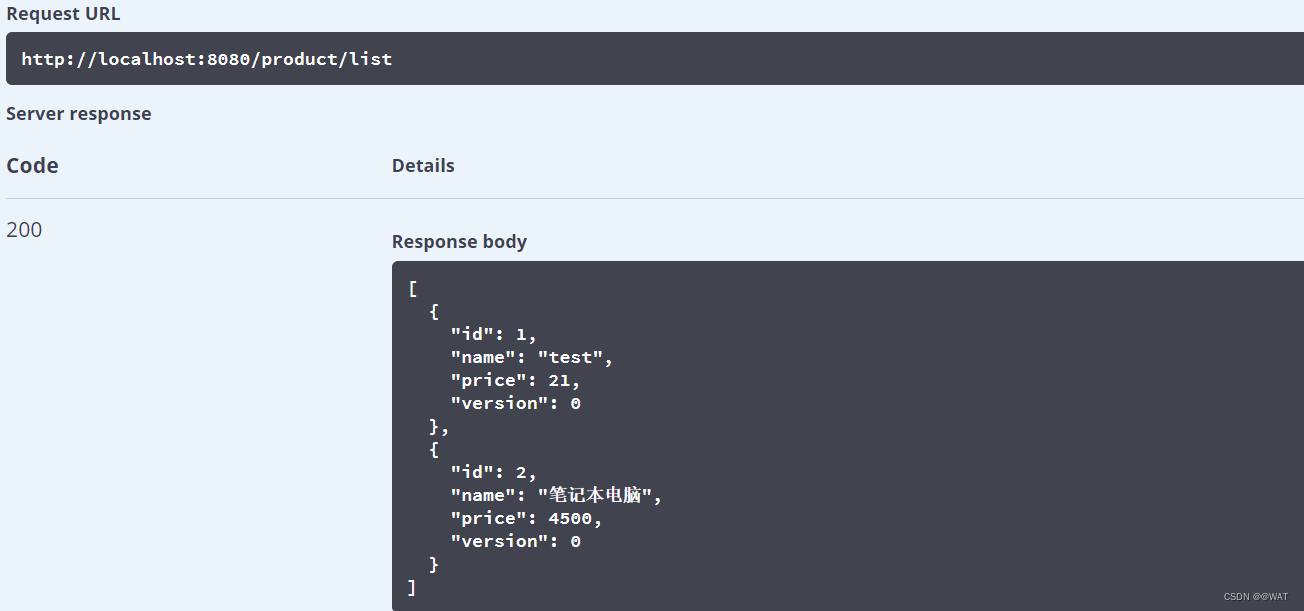 Request URL
http://localhost:8080/product/list
Server response
Code Details
200
Response body
[
  {
    "id": 1,
    "name": "test",
    "price": 21,
    "version": 0
  },
  {
    "id": 2,
    "name": "笔记本电脑",
    "price": 4500,
    "version": 0
  }
]
CSDN @@WAT